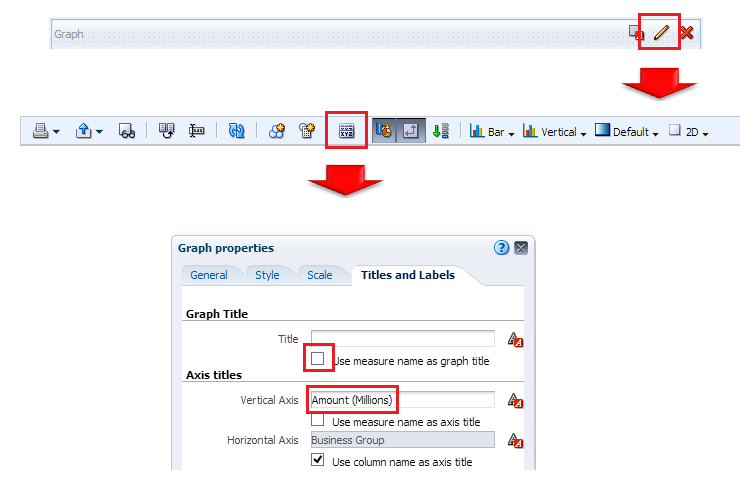 Graph
Bar Vertical Default 2D
Graph properties
General Style Scale Titles and Labels
Graph Title
Title
Use measure name as graph title
Axis titles
Vertical Axis Amount (Millions)
Use measure name as axis title
Horizontal Axis Business Group
Use column name as axis title